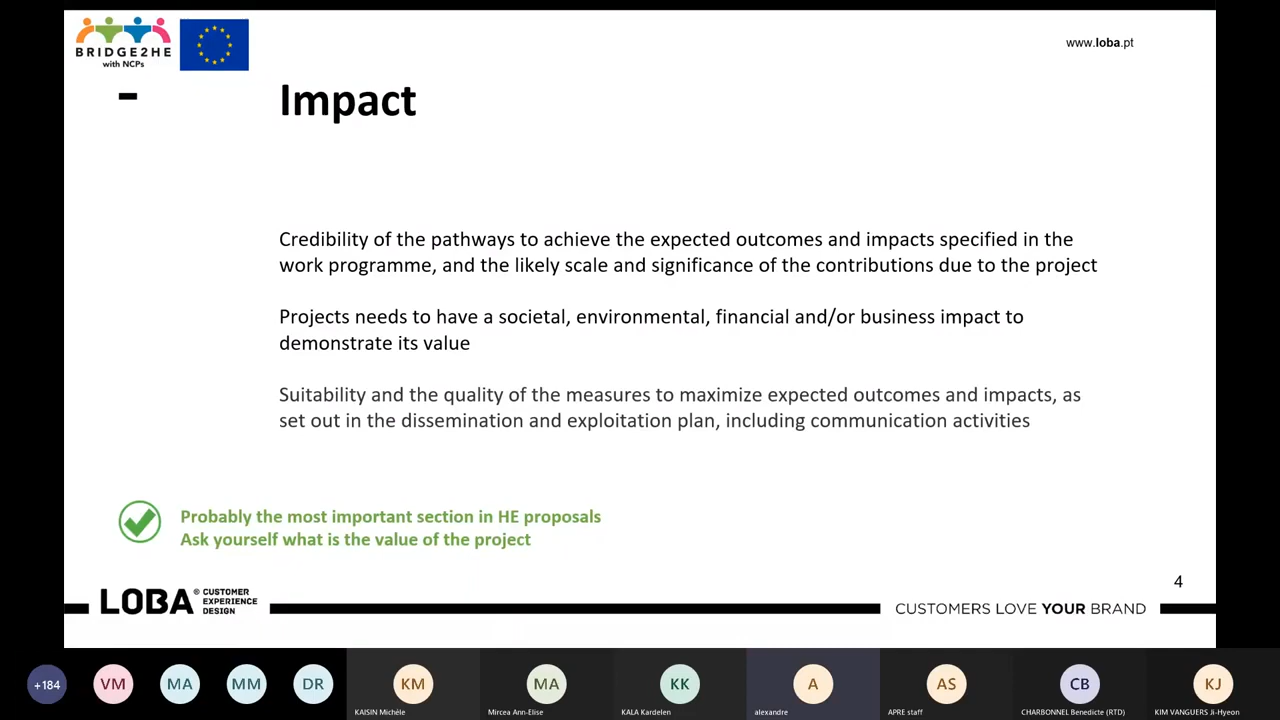 BRIDGE2HE
with NCPs
www.loba.pt
-
Impact
Credibility of the pathways to achieve the expected outcomes and impacts specified in the
work programme, and the likely scale and significance of the contributions due to the project
Projects needs to have a societal, environmental, financial and/or business impact to
demonstrate its value
Suitability and the quality of the measures to maximize expected outcomes and impacts, as
set out in the dissemination and exploitation plan, including communication activities
Probably the most important section in HE proposals
Ask yourself what is the value of the project
4
LOBA® CUSTOMER
EXPERIENCE
DESIGN
CUSTOMERS LOVE YOUR BRAND
+184
VM
MA
MM
DR
KM
KAISIN Michèle
MA
Mircea Ann-Elise
KK
KALA Kardelen
A
alexandre
AS
APRE staff
CB
CHARBONNEL Benedicte (RTD)
KJ
KIM VANGUERS Ji-Hyeon